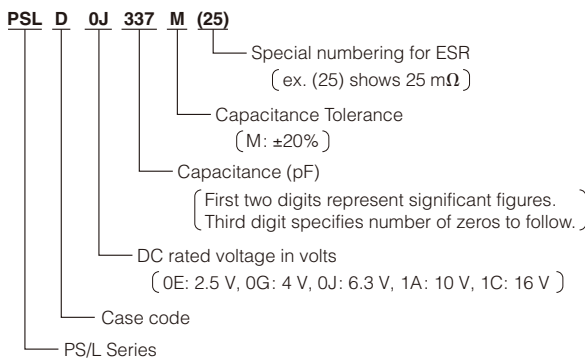 PSL D 0J 337 M (25)
Special numbering for ESR
(ex. (25) shows 25 mΩ)
Capacitance Tolerance
(M: ±20%)
Capacitance (pF)
(First two digits represent significant figures.
Third digit specifies number of zeros to follow.)
DC rated voltage in volts
(0E: 2.5 V, 0G: 4 V, 0J: 6.3 V, 1A: 10 V, 1C: 16 V)
Case code
PS/L Series